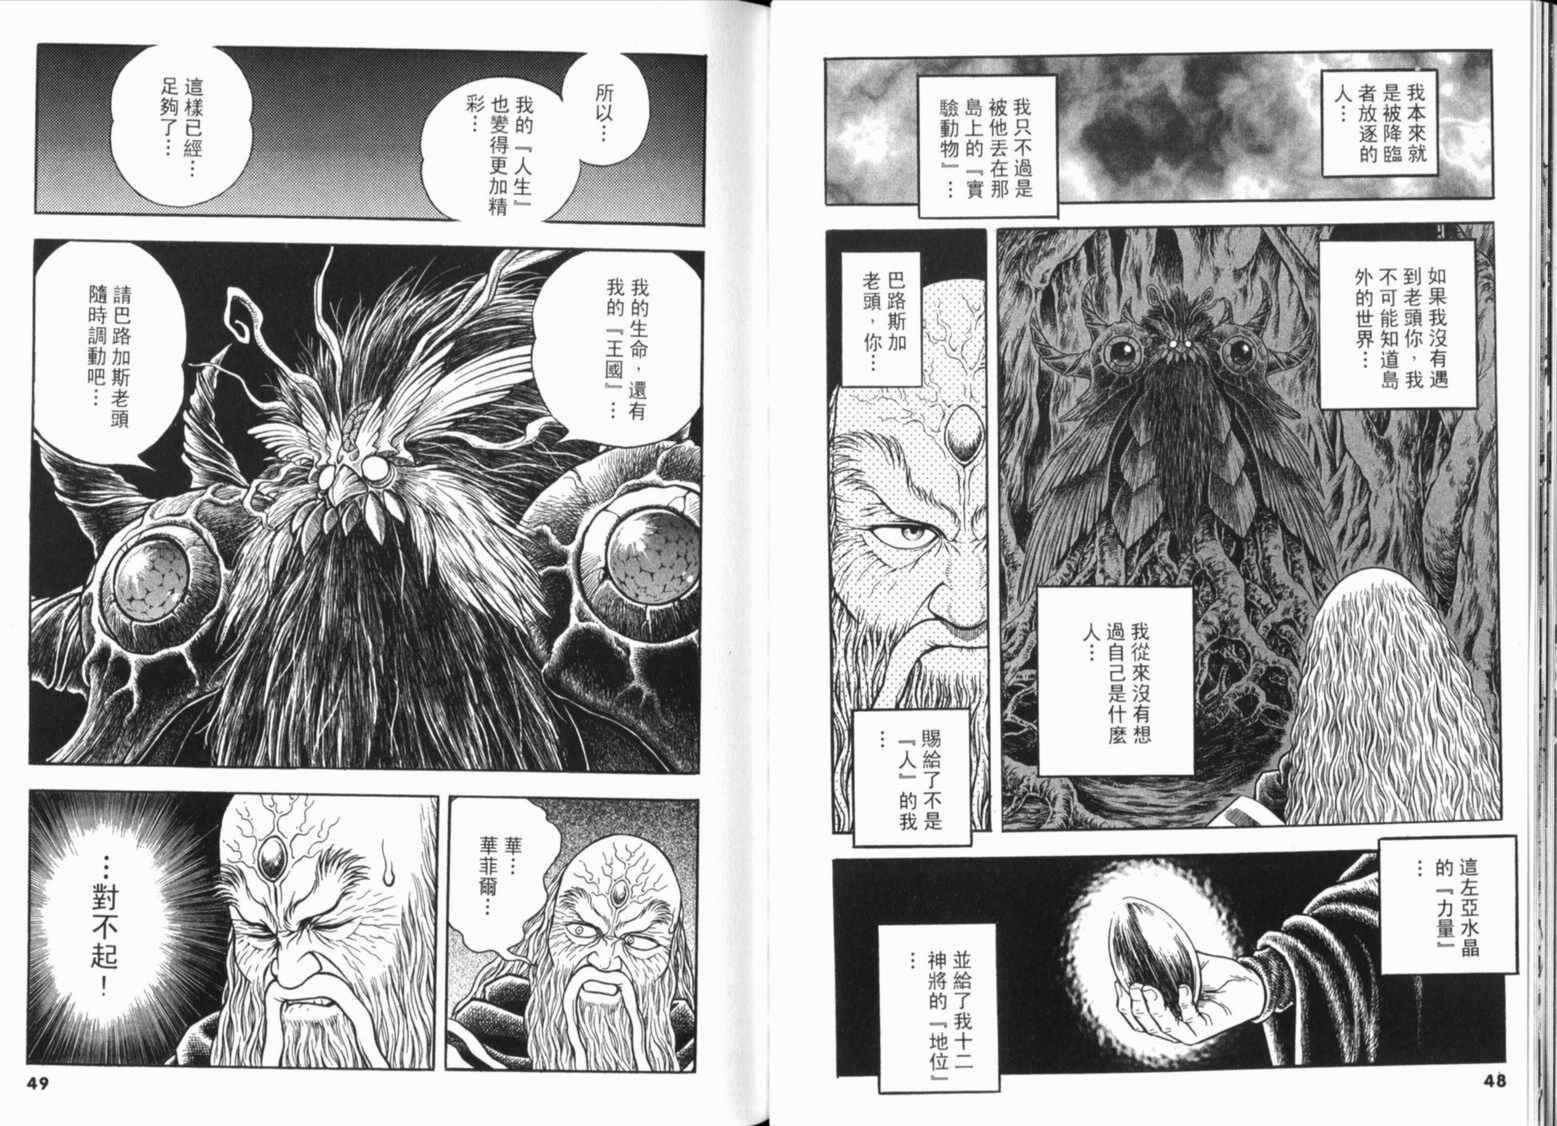 我本來就
是被降臨
者放逐的
人…
我只不過是
被他丟在那
島上的『實
驗動物』…
如果我沒有遇
到老頭你，我
不可能知道島
外的世界…
我從來沒有想
過自己是什麼
人…
巴路斯加
老頭，你…
賜給了不是
『人』的我
…
這左亞水晶
的『力量』
…
並給了我十二
神將的『地位』
…
48
所以…
我的『人生』
也變得更加精
彩…
這樣已經…
足夠了…
我的生命，還有
我的『王國』…
請巴路加斯老頭
隨時調動吧…
華…
華菲爾…
…對不起！
49